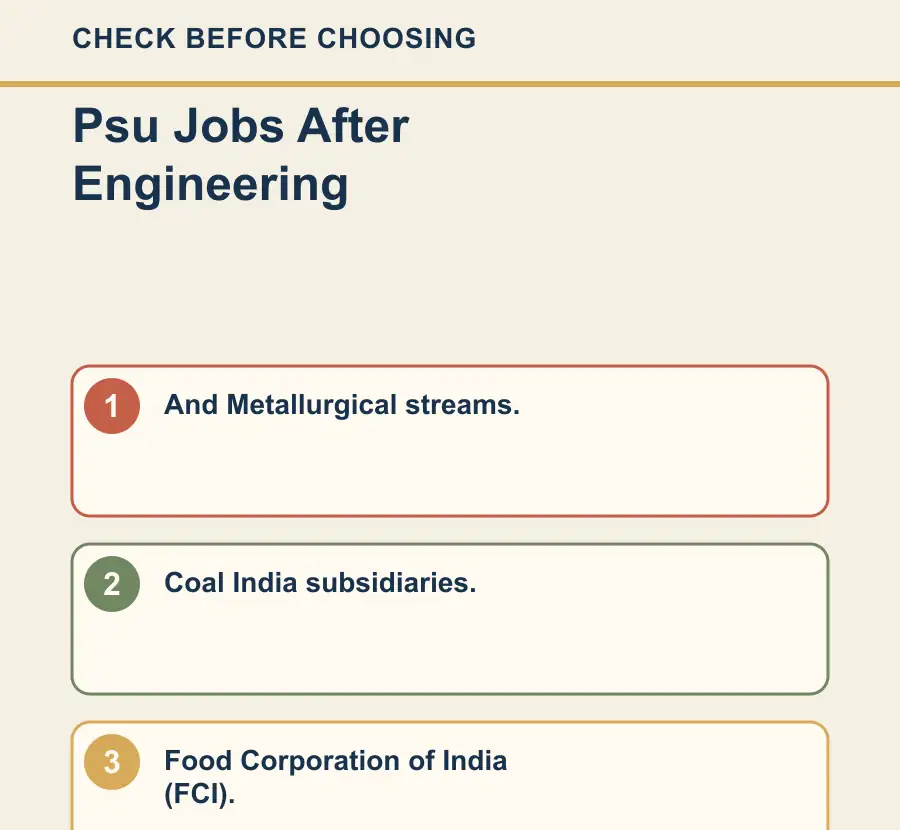 CHECK BEFORE CHOOSING
Psu Jobs After
Engineering
1
And Metallurgical streams.
2
Coal India subsidiaries.
3
Food Corporation of India
(FCI).